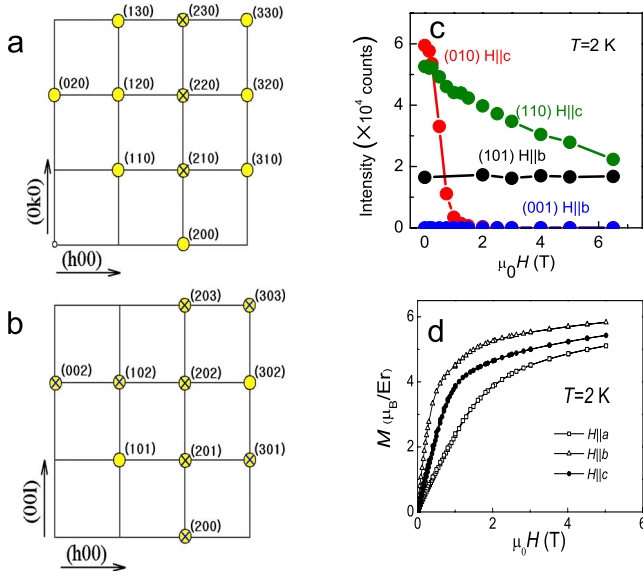 a
(130)
(230)
(330)
(020)
(120)
(220)
(320)
(110)
(210)
(310)
(200)
(0k0)
(h00)
b
(203)
(303)
(002)
(102)
(202)
(302)
(101)
(201)
(301)
(200)
(00l)
(h00)
c
(010) H||c
T=2 K
(110) H||c
(101) H||b
(001) H||b
Intensity (×10⁴ counts)
6
4
2
0
0
2
4
6
μ₀H (T)
d
T=2 K
H||a
H||b
H||c
M (μB/Er)
6
4
2
0
0
2
4
6
μ₀H (T)